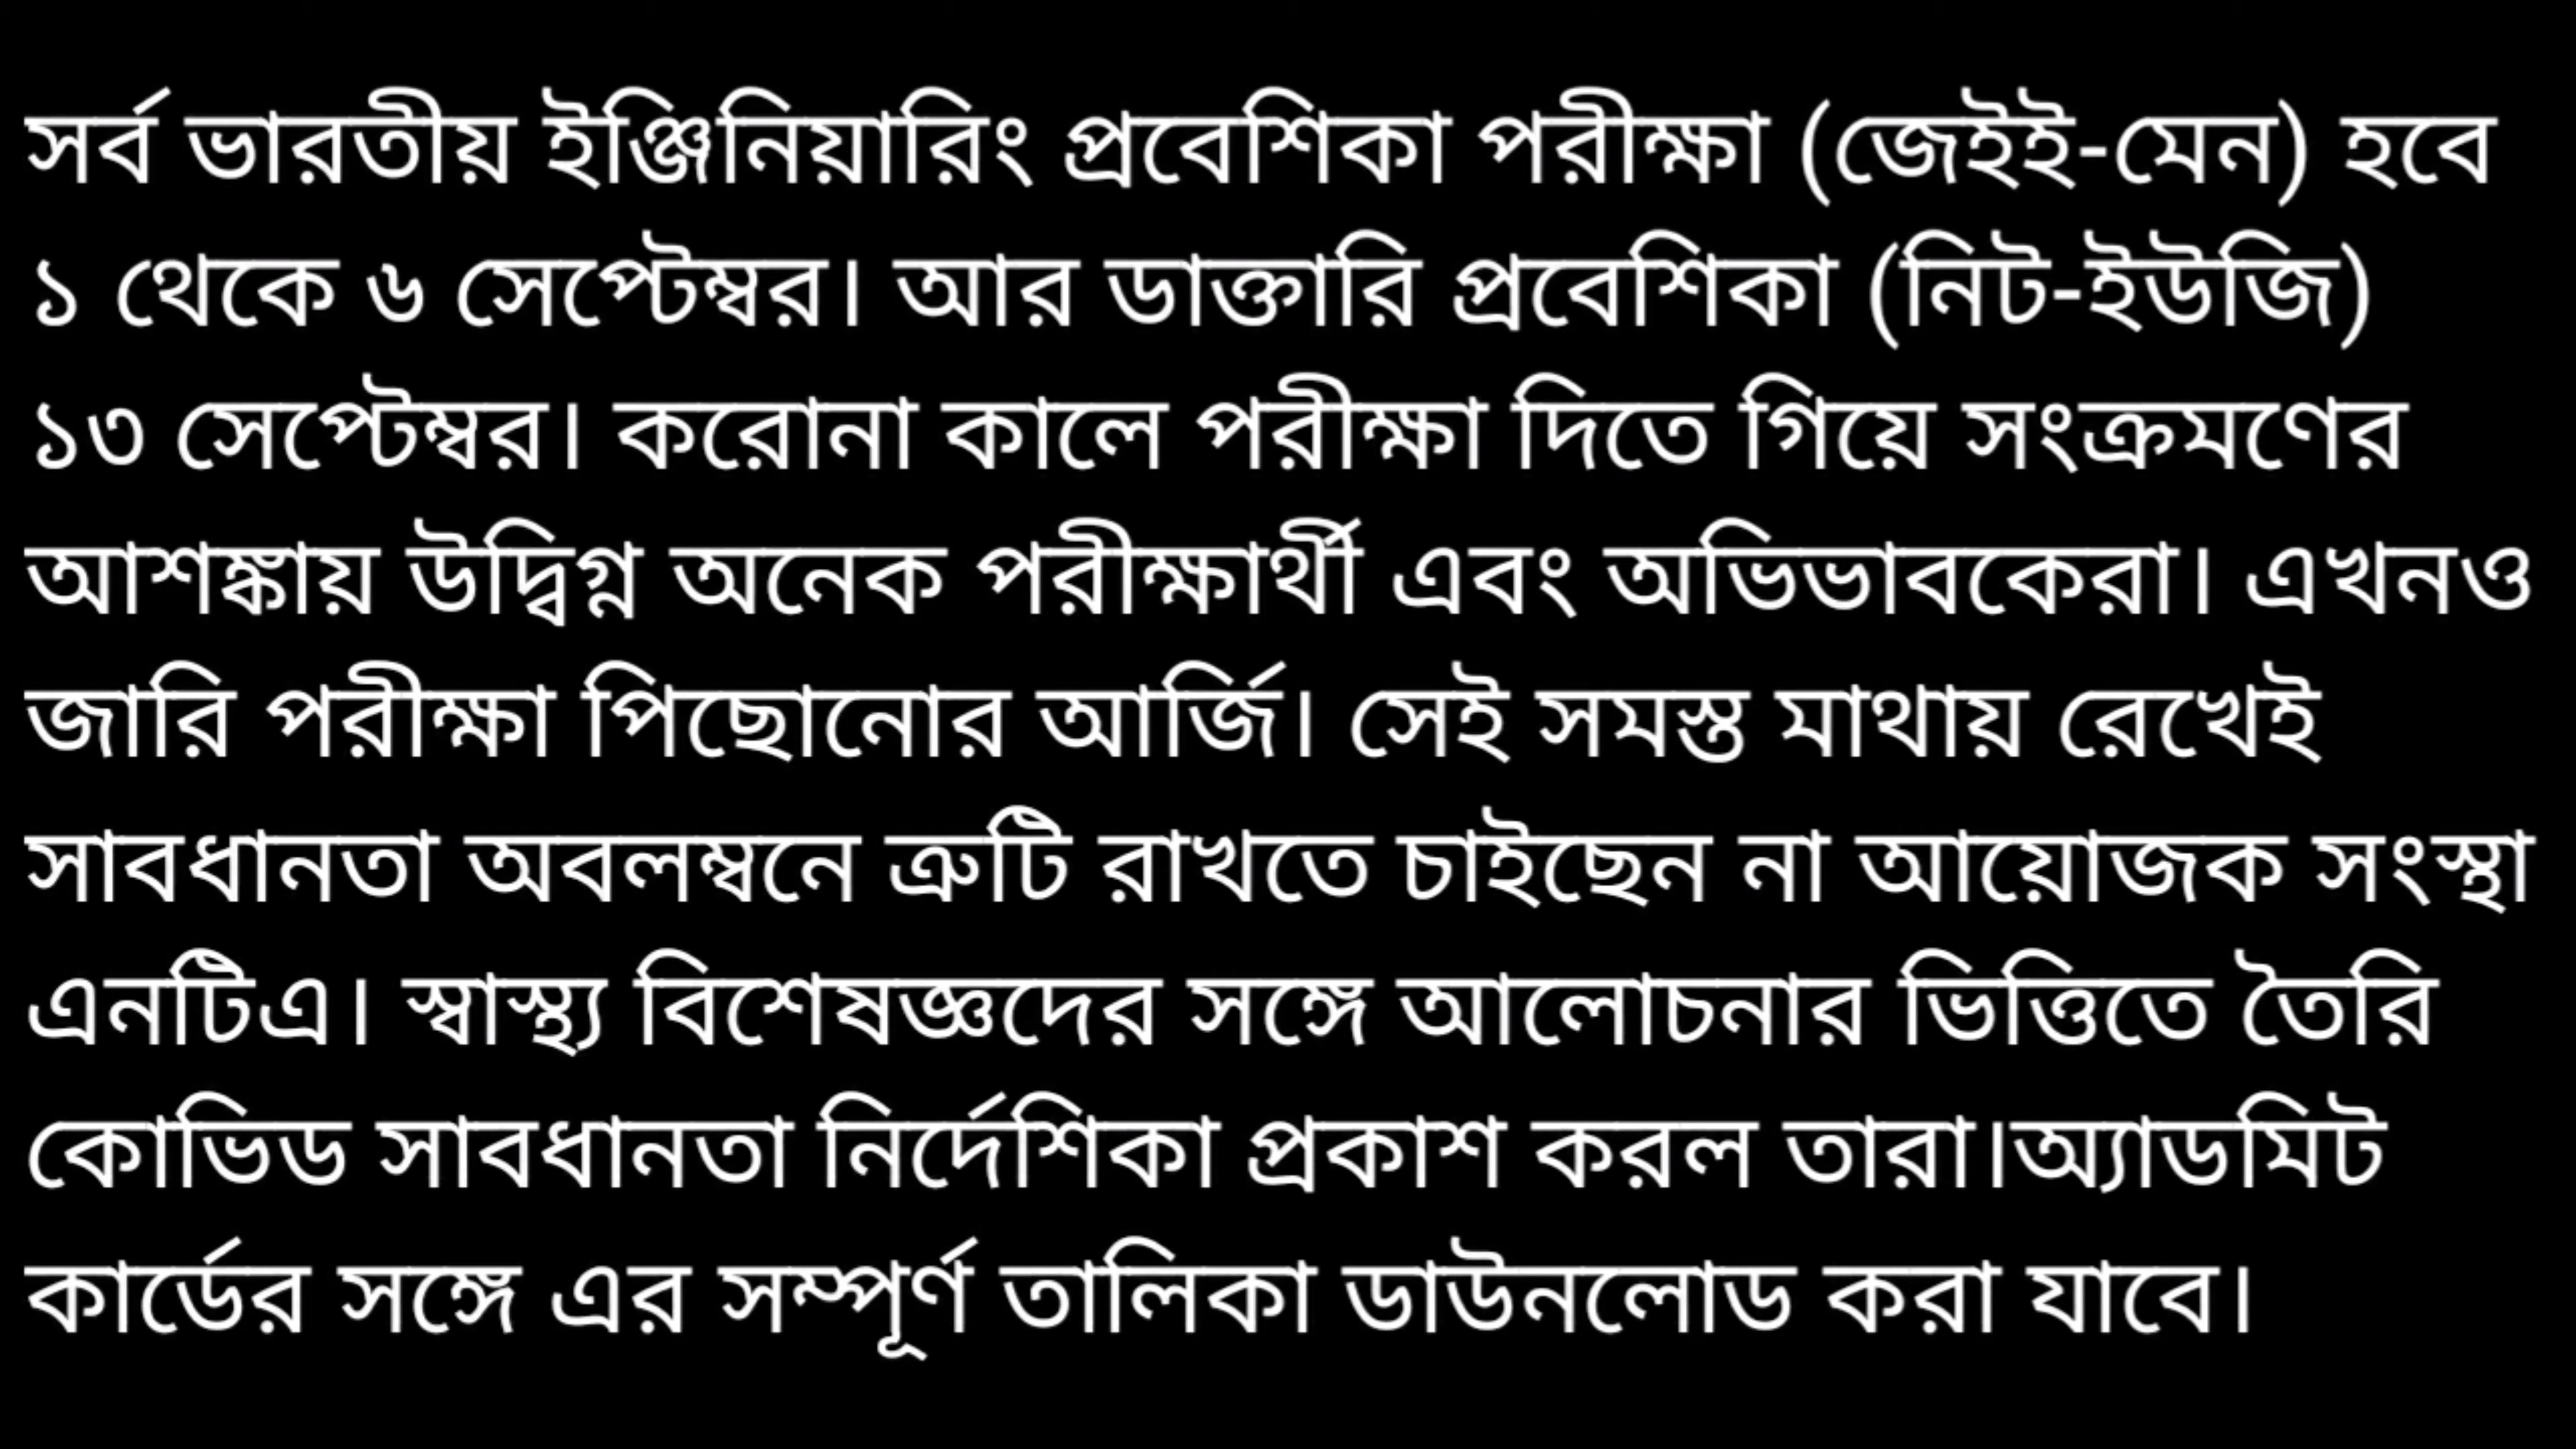 সর্ব ভারতীয় ইঞ্জিনিয়ারিং প্রবেশিকা পরীক্ষা (জেইই-মেন) হবে
১ থেকে ৬ সেপ্টেম্বর। আর ডাক্তারি প্রবেশিকা (নিট-ইউজি)
১৩ সেপ্টেম্বর। করোনা কালে পরীক্ষা দিতে গিয়ে সংক্রমণের
আশঙ্কায় উদ্বিগ্ন অনেক পরীক্ষার্থী এবং অভিভাবকেরা। এখনও
জারি পরীক্ষা পিছোনোর আর্জি। সেই সমস্ত মাথায় রেখেই
সাবধানতা অবলম্বনে ত্রুটি রাখতে চাইছেন না আয়োজক সংস্থা
এনটিএ। স্বাস্থ্য বিশেষজ্ঞদের সঙ্গে আলোচনার ভিত্তিতে তৈরি
কোভিড সাবধানতা নির্দেশিকা প্রকাশ করল তারা।অ্যাডমিট
কার্ডের সঙ্গে এর সম্পূর্ণ তালিকা ডাউনলোড করা যাবে।